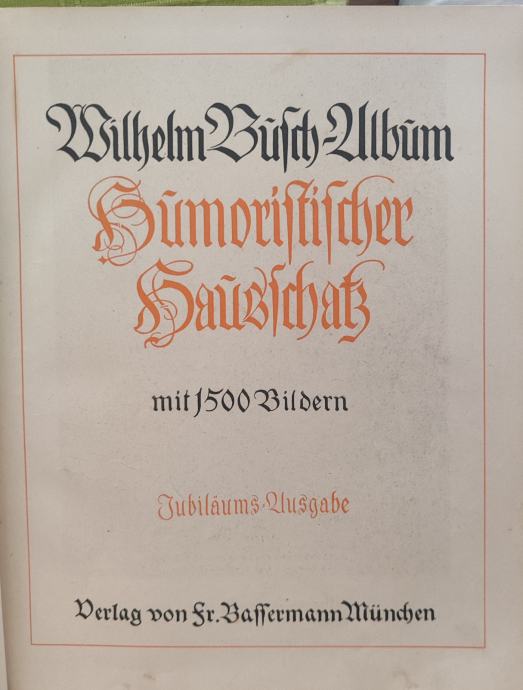 Wilhelm Busch-Album
Humoristischer
Hausschatz
mit 1500 Bildern
Jubiläums-Ausgabe
Verlag von Fr. Bassermann München